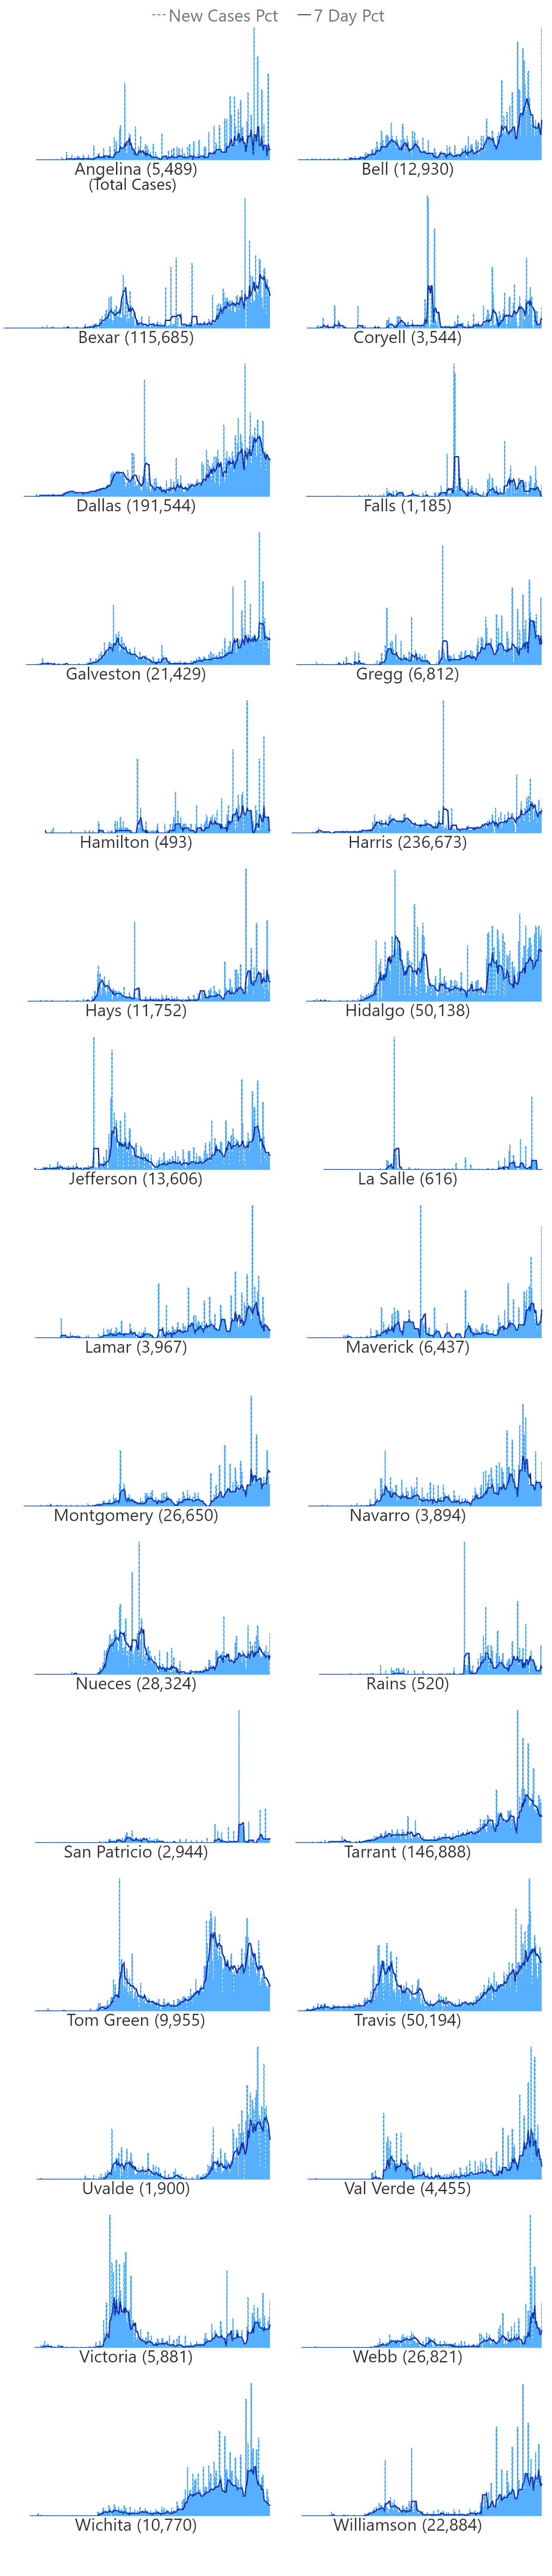 New Cases Pct 7 Day Pct
Angelina (5,489) Bell (12,930)
(Total Cases)
Bexar (115,685) Coryell (3,544)
Dallas (191,544) Falls (1,185)
Galveston (21,429) Gregg (6,812)
Hamilton (493) Harris (236,673)
Hays (11,752) Hidalgo (50,138)
Jefferson (13,606) La Salle (616)
Lamar (3,967) Maverick (6,437)
Montgomery (26,650) Navarro (3,894)
Nueces (28,324) Rains (520)
San Patricio (2,944) Tarrant (146,888)
Tom Green (9,955) Travis (50,194)
Uvalde (1,900) Val Verde (4,455)
Victoria (5,881) Webb (26,821)
Wichita (10,770) Williamson (22,884)